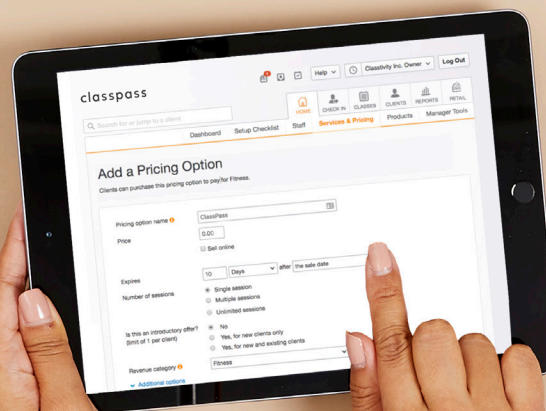 classpass
Help
Classtivity Inc. Owner
Log Out
Search for or jump to a client
HOME
CHECK IN
CLASSES
CLIENTS
REPORTS
RETAIL
Dashboard
Setup Checklist
Staff
Services & Pricing
Products
Manager Tools
Add a Pricing Option
Clients can purchase this pricing option to pay for Fitness.
Pricing option name
ClassPass
Price
0.00
Sell online
Expires
10 Days after the sale date
Number of sessions
Single session
Multiple sessions
Unlimited sessions
Is this an introductory offer?
(limit of 1 per client)
No
Yes, for new clients only
Yes, for new and existing clients
Revenue category
Fitness
Additional options